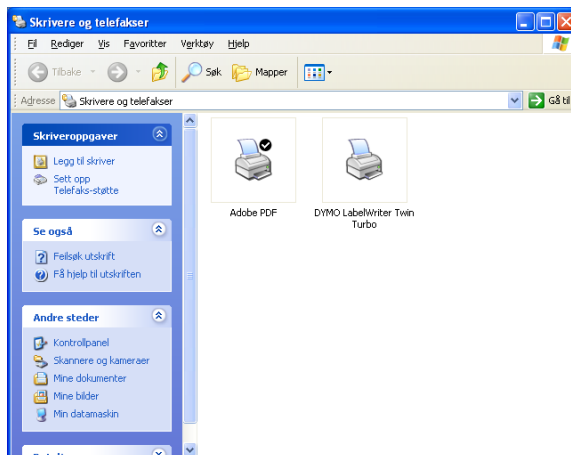 Skrivere og telefakser
Fil Rediger Vis Favoritter Verktøy Hjelp
Tilbake Søk Mapper
Adresse Skrivere og telefakser Gå til
Skriveroppgaver
Legg til skriver
Sett opp
Telefaks-støtte
Se også
Feilsøk utskrift
Få hjelp til utskriften
Andre steder
Kontrollpanel
Skannere og kameraer
Mine dokumenter
Mine bilder
Min datamaskin
Adobe PDF
DYMO LabelWriter Twin
Turbo